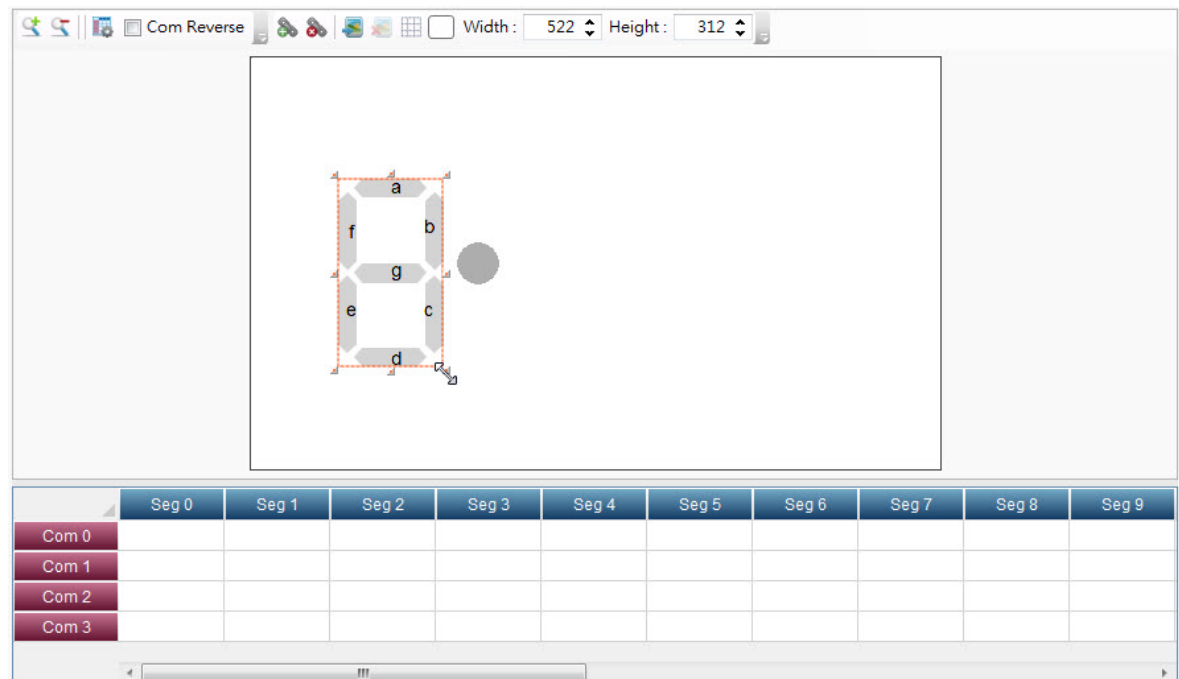 Com Reverse Width : 522 Height : 312
a
f b
g
e c
d
Seg 0 Seg 1 Seg 2 Seg 3 Seg 4 Seg 5 Seg 6 Seg 7 Seg 8 Seg 9
Com 0
Com 1
Com 2
Com 3